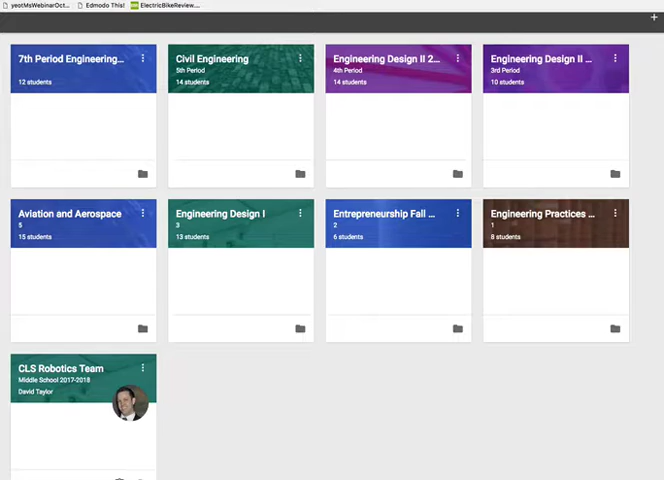 yeotMsWebinarOct...
Edmodo This!
ElectricBikeReview....
7th Period Engineering...
12 students
Civil Engineering
5th Period
14 students
Engineering Design II 2...
4th Period
14 students
Engineering Design II ...
3rd Period
10 students
Aviation and Aerospace
5
15 students
Engineering Design I
3
13 students
Entrepreneurship Fall ...
2
6 students
Engineering Practices ...
1
8 students
CLS Robotics Team
Middle School 2017-2018
David Taylor